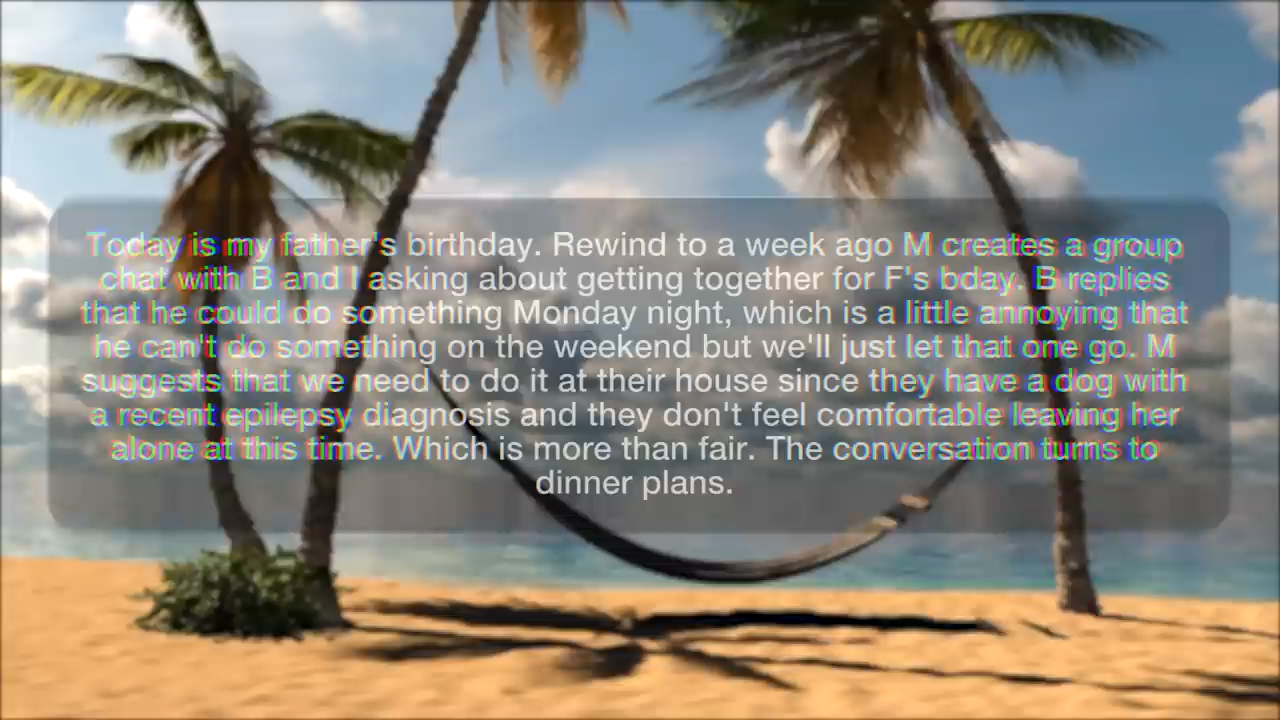 Today is my father's birthday. Rewind to a week ago M creates a group
chat with B and I asking about getting together for F's bday. B replies
that he could do something Monday night, which is a little annoying that
he can't do something on the weekend but we'll just let that one go. M
suggests that we need to do it at their house since they have a dog with
a recent epilepsy diagnosis and they don't feel comfortable leaving her
alone at this time. Which is more than fair. The conversation turns to
dinner plans.